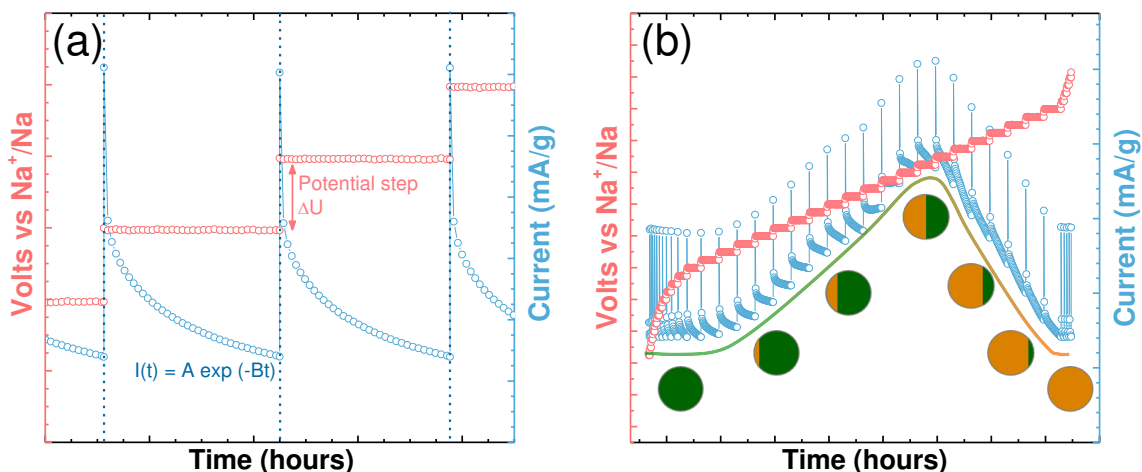 (a)
Volts vs Na⁺/Na
Potential step
ΔU
I(t) = A exp (-Bt)
Current (mA/g)
Time (hours)
(b)
Volts vs Na⁺/Na
Current (mA/g)
Time (hours)